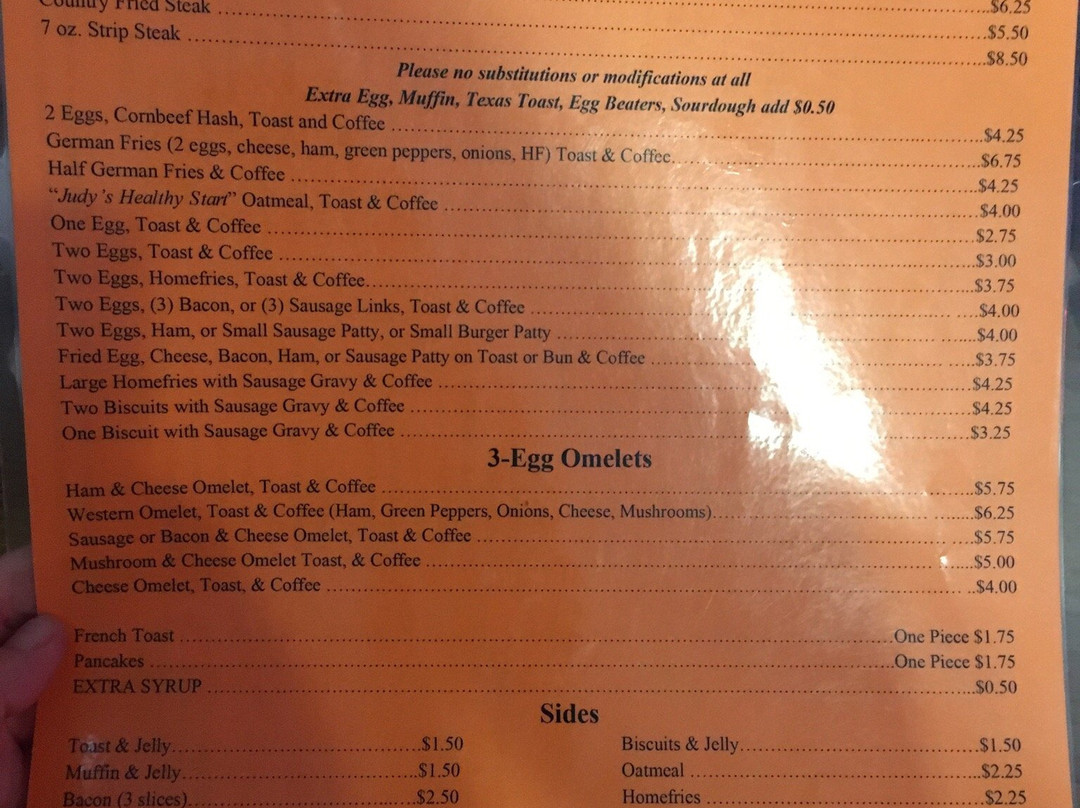 $6.25
Country Fried Steak ........ $5.50
7 oz. Strip Steak ........ $8.50
Please no substitutions or modifications at all
Extra Egg, Muffin, Texas Toast, Egg Beaters, Sourdough add $0.50
2 Eggs, Cornbeef Hash, Toast and Coffee ........ $4.25
German Fries (2 eggs, cheese, ham, green peppers, onions, HF) Toast & Coffee ........ $6.75
Half German Fries & Coffee ........ $4.25
“Judy’s Healthy Start” Oatmeal, Toast & Coffee ........ $4.00
One Egg, Toast & Coffee ........ $2.75
Two Eggs, Toast & Coffee ........ $3.00
Two Eggs, Homefries, Toast & Coffee ........ $3.75
Two Eggs, (3) Bacon, or (3) Sausage Links, Toast & Coffee ........ $4.00
Two Eggs, Ham, or Small Sausage Patty, or Small Burger Patty ........ $4.00
Fried Egg, Cheese, Bacon, Ham, or Sausage Patty on Toast or Bun & Coffee ........ $3.75
Large Homefries with Sausage Gravy & Coffee ........ $4.25
Two Biscuits with Sausage Gravy & Coffee ........ $4.25
One Biscuit with Sausage Gravy & Coffee ........ $3.25
3-Egg Omelets
Ham & Cheese Omelet, Toast & Coffee ........ $5.75
Western Omelet, Toast & Coffee (Ham, Green Peppers, Onions, Cheese, Mushrooms) ........ $6.25
Sausage or Bacon & Cheese Omelet, Toast & Coffee ........ $5.75
Mushroom & Cheese Omelet Toast, & Coffee ........ $5.00
Cheese Omelet, Toast, & Coffee ........ $4.00
French Toast ........ One Piece $1.75
Pancakes ........ One Piece $1.75
EXTRA SYRUP ........ $0.50
Sides
Toast & Jelly ........ $1.50 Biscuits & Jelly ........ $1.50
Muffin & Jelly ........ $1.50 Oatmeal ........ $2.25
Bacon (3 slices) ........ $2.50 Homefries ........ $2.25